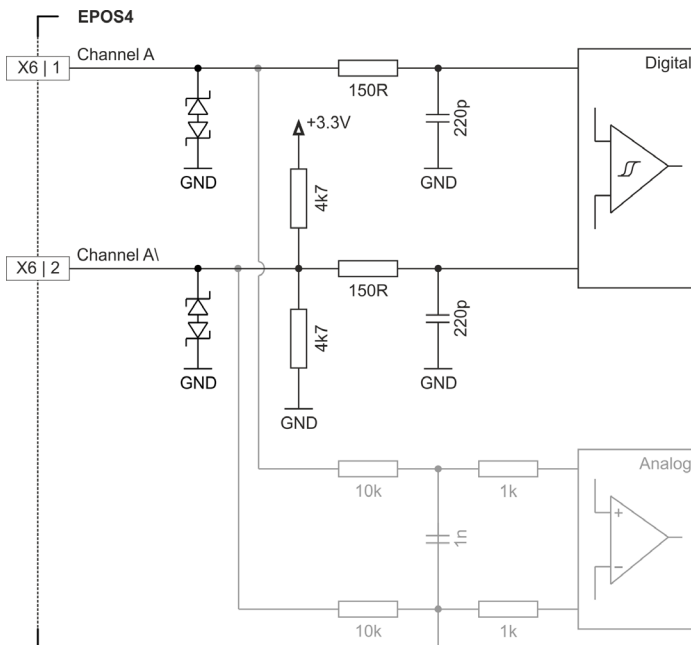 EPOS4
Channel A
X6 | 1
Digital
150R
220p
+3.3V
GND
GND
4k7
Channel A\
X6 | 2
150R
220p
4k7
GND
GND
GND
Analog
10k
1k
+
1n
−
10k
1k